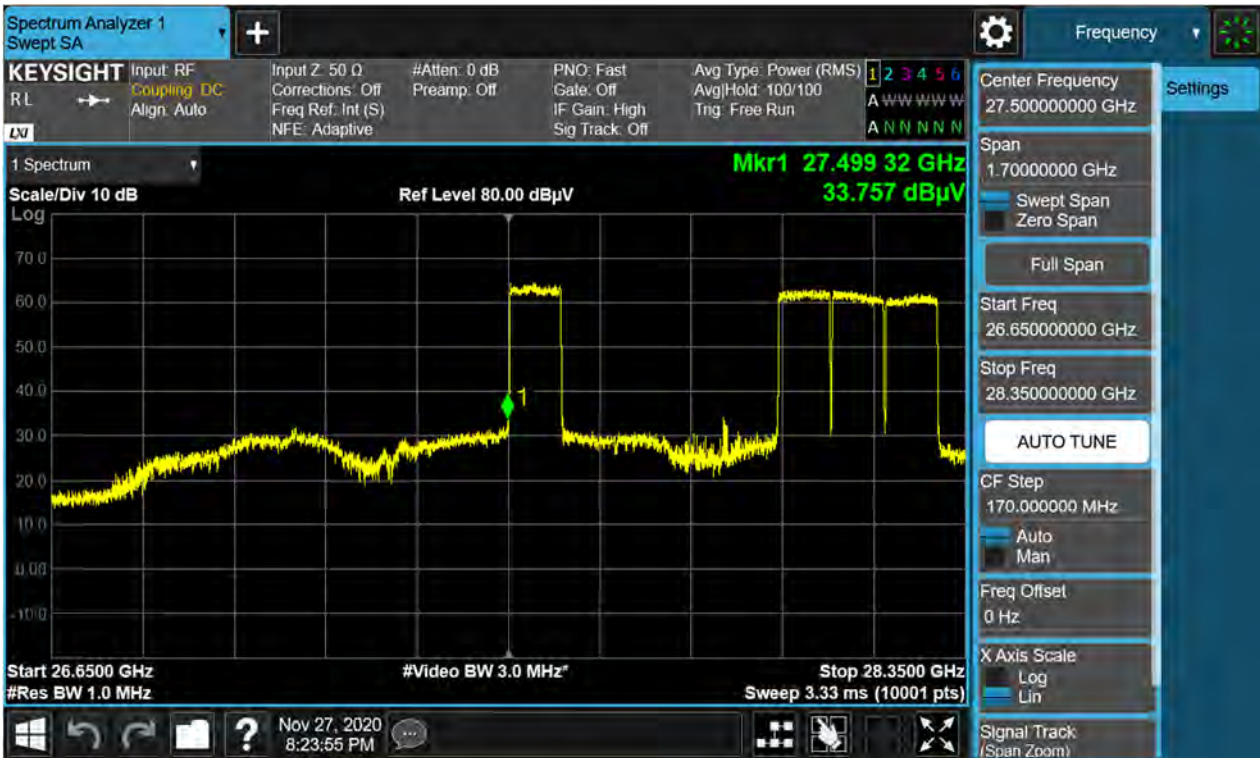 Spectrum Analyzer 1
Swept SA
+
Frequency
KEYSIGHT
R L
LXI
Input: RF
Coupling: DC
Align: Auto
Input Z: 50 Ω
Corrections: Off
Freq Ref: Int (S)
NFE: Adaptive
#Atten: 0 dB
Preamp: Off
PNO: Fast
Gate: Off
IF Gain: High
Sig Track: Off
Avg Type: Power (RMS)
Avg|Hold: 100/100
Trig: Free Run
1 2 3 4 5 6
A W W W W W
A N N N N N
1 Spectrum
Scale/Div 10 dB
Log
Ref Level 80.00 dBµV
Mkr1 27.499 32 GHz
33.757 dBµV
70.0
60.0
50.0
40.0
30.0
20.0
10.0
0.00
-10.0
1
Start 26.6500 GHz
#Res BW 1.0 MHz
#Video BW 3.0 MHz*
Stop 28.3500 GHz
Sweep 3.33 ms (10001 pts)
Nov 27, 2020
8:23:55 PM
?
Center Frequency
27.500000000 GHz
Settings
Span
1.70000000 GHz
Swept Span
Zero Span
Full Span
Start Freq
26.650000000 GHz
Stop Freq
28.350000000 GHz
AUTO TUNE
CF Step
170.000000 MHz
Auto
Man
Freq Offset
0 Hz
X Axis Scale
Log
Lin
Signal Track
(Span Zoom)